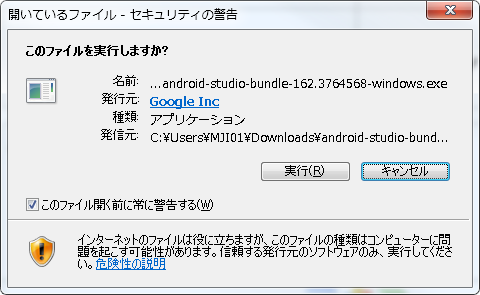 開いているファイル - セキュリティの警告
このファイルを実行しますか?
名前: ...android-studio-bundle-162.3764568-windows.exe
発行元: Google Inc
種類: アプリケーション
発信元: C:¥Users¥MJI01¥Downloads¥android-studio-bund...
実行(R) キャンセル
このファイル開く前に常に警告する(W)
インターネットのファイルは役に立ちますが、このファイルの種類はコンピューターに問
題を起こす可能性があります。信頼する発行元のソフトウェアのみ、実行してくださ
い。危険性の説明